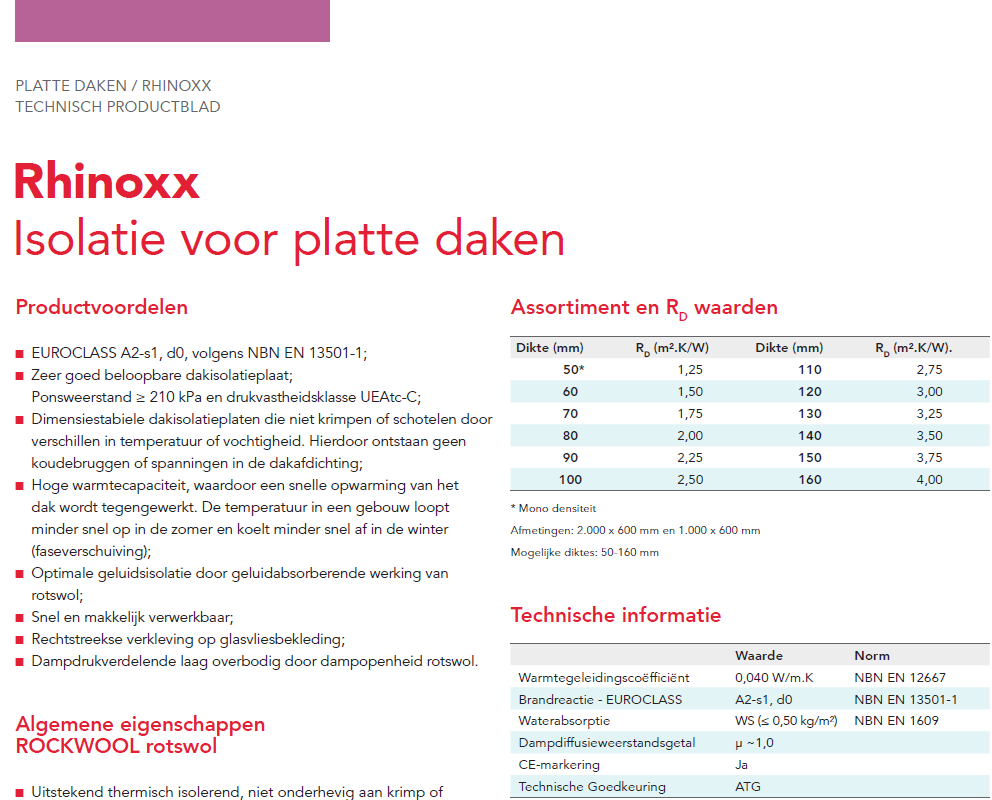 PLATTE DAKEN / RHINOXX
TECHNISCH PRODUCTBLAD
Rhinoxx
Isolatie voor platte daken
Productvoordelen
■ EUROCLASS A2-s1, d0, volgens NBN EN 13501-1;
■ Zeer goed beloopbare dakisolatieplaat;
Ponsweerstand ≥ 210 kPa en drukvastheidsklasse UEAtc-C;
■ Dimensiestabiele dakisolatieplaten die niet krimpen of schotelen door
verschillen in temperatuur of vochtigheid. Hierdoor ontstaan geen
koudebruggen of spanningen in de dakafdichting;
■ Hoge warmtecapaciteit, waardoor een snelle opwarming van het
dak wordt tegengewerkt. De temperatuur in een gebouw loopt
minder snel op in de zomer en koelt minder snel af in de winter
(faseverschuiving);
■ Optimale geluidsisolatie door geluidabsorberende werking van
rotswol;
■ Snel en makkelijk verwerkbaar;
■ Rechtstreekse verkleving op glasvliesbekleding;
■ Dampdrukverdelende laag overbodig door dampopenheid rotswol.
Algemene eigenschappen
ROCKWOOL rotswol
■ Uitstekend thermisch isolerend, niet onderhevig aan krimp of
Assortiment en RD waarden
Dikte (mm) RD (m².K/W) Dikte (mm) RD (m².K/W).
50* 1,25 110 2,75
60 1,50 120 3,00
70 1,75 130 3,25
80 2,00 140 3,50
90 2,25 150 3,75
100 2,50 160 4,00
* Mono densiteit
Afmetingen: 2.000 x 600 mm en 1.000 x 600 mm
Mogelijke diktes: 50-160 mm
Technische informatie
Waarde Norm
Warmtegeleidingscoëfficiënt 0,040 W/m.K NBN EN 12667
Brandreactie - EUROCLASS A2-s1, d0 NBN EN 13501-1
Waterabsorptie WS (≤ 0,50 kg/m²) NBN EN 1609
Dampdiffusieweerstandsgetal μ ~1,0
CE-markering Ja
Technische Goedkeuring ATG